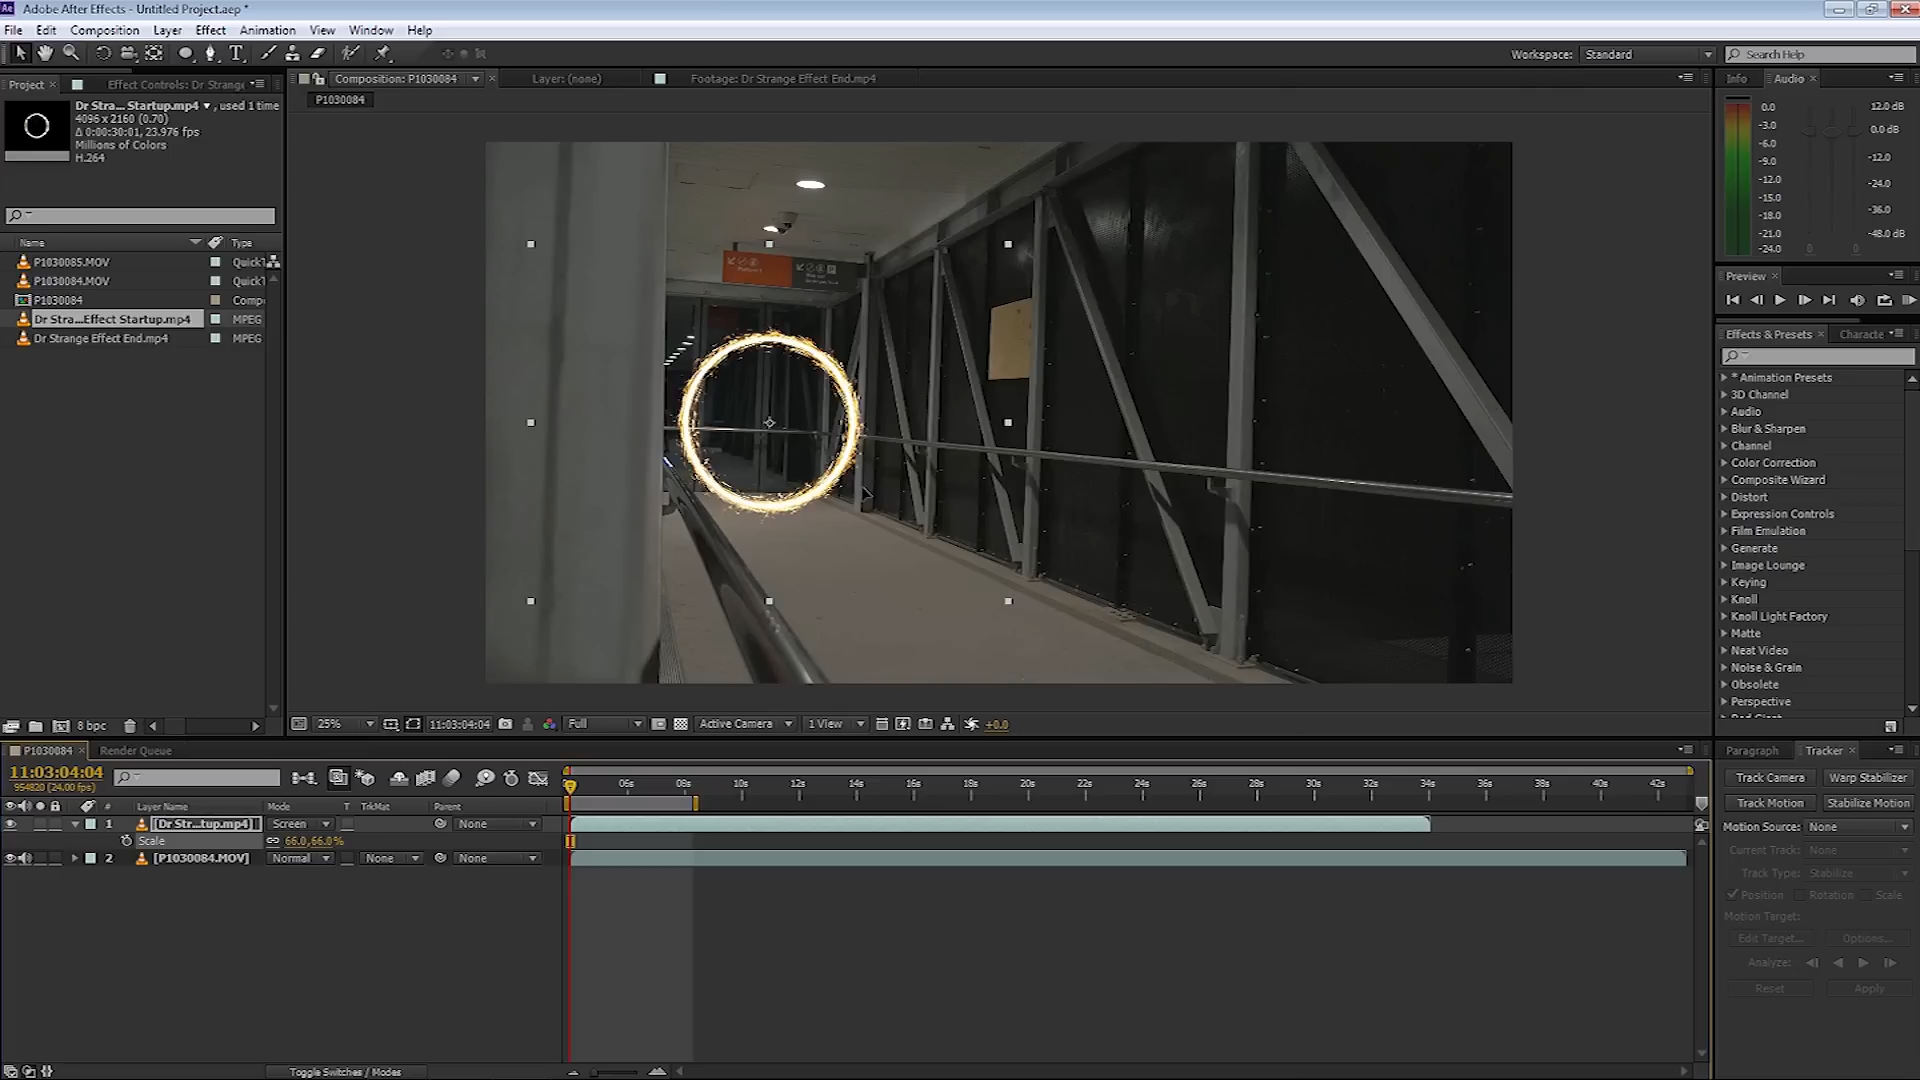 Adobe After Effects - Untitled Project.aep *
File Edit Composition Layer Effect Animation View Window Help
Workspace: Standard Search Help
Project Effect Controls: Dr Strange
Composition: P1030084 Layer: (none) Footage: Dr Strange Effect End.mp4
Info Audio
P1030084
Dr Stra... Startup.mp4 , used 1 time
4096 x 2160 (0.70)
Δ 0:00:30:01, 23.976 fps
Millions of Colors
H.264
0.0 12.0 dB
-3.0 0.0 dB
-6.0
-9.0 -12.0
-12.0
-15.0 -24.0
-18.0 -36.0
-21.0 -48.0 dB
-24.0 0 0
Name Type
P1030085.MOV QuickT
P1030084.MOV QuickT
P1030084 Comp
Dr Stra...Effect Startup.mp4 MPEG
Dr Strange Effect End.mp4 MPEG
Preview
Effects & Presets Characte
* Animation Presets
3D Channel
Audio
Blur & Sharpen
Channel
Color Correction
Composite Wizard
Distort
Expression Controls
Film Emulation
Generate
Image Lounge
Keying
Knoll
Knoll Light Factory
Matte
Neat Video
Noise & Grain
Obsolete
Perspective
8 bpc
25% 11:03:04:04 Full Active Camera 1 View +0.0
P1030084 Render Queue
11:03:04:04
954820 (24.00 fps)
06s 08s 10s 12s 14s 16s 18s 20s 22s 24s 26s 28s 30s 32s 34s 36s 38s 40s 42s
# Layer Name Mode T TrkMat Parent
1 [Dr Str...tup.mp4] Screen None
Scale 66.0,66.0%
2 [P1030084.MOV] Normal None None
Toggle Switches / Modes
Paragraph Tracker
Track Camera Warp Stabilizer
Track Motion Stabilize Motion
Motion Source: None
Current Track: None
Track Type: Stabilize
Position Rotation Scale
Motion Target:
Edit Target... Options...
Analyze:
Reset Apply